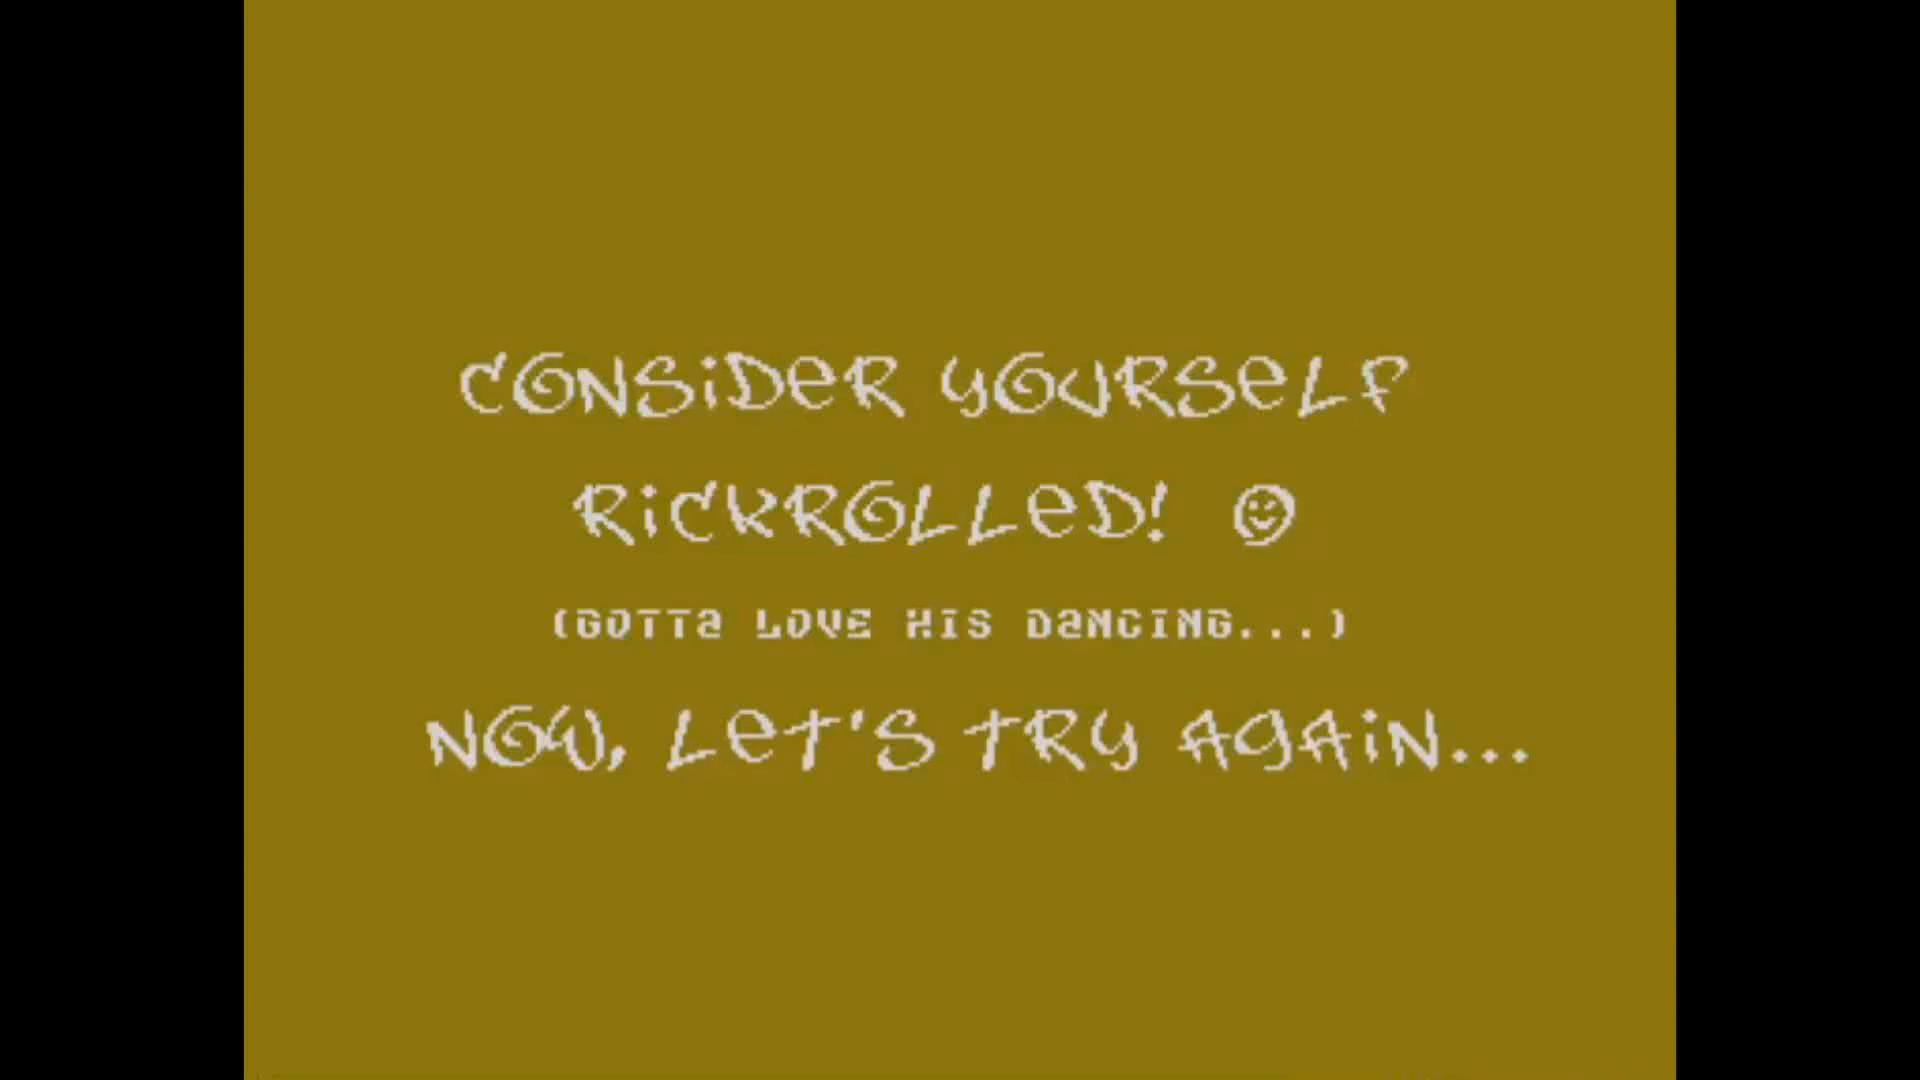 CONSIDER YOURSELF
RICKROLLED! ☺
(GOTTA LOVE HIS DANCING...)
NOW, LET'S TRY AGAIN...